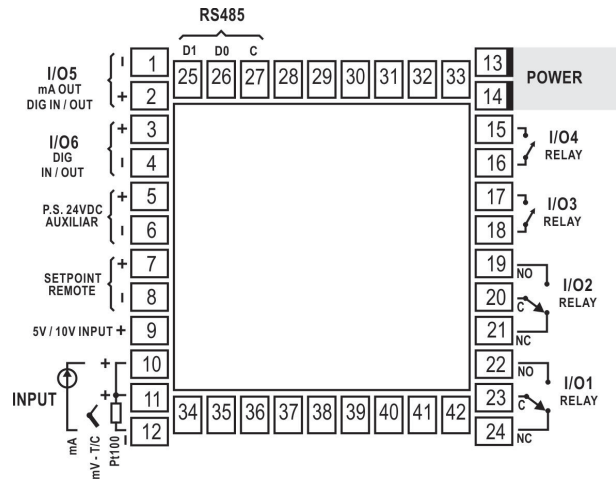 RS485
D1 D0 C
25 26 27 28 29 30 31 32 33
I/O5
mA OUT
DIG IN / OUT
- 1
+ 2
I/O6
DIG
IN / OUT
+ 3
- 4
P.S. 24VDC
AUXILIAR
+ 5
- 6
SETPOINT
REMOTE
+ 7
- 8
5V / 10V INPUT + 9
INPUT
+ 10
+ 11
- 12
mA
mV - T/C
Pt100
34 35 36 37 38 39 40 41 42
13
14
POWER
15
16
I/O4
RELAY
17
18
I/O3
RELAY
19 NO
20 C
21 NC
I/O2
RELAY
22 NO
23 C
24 NC
I/O1
RELAY